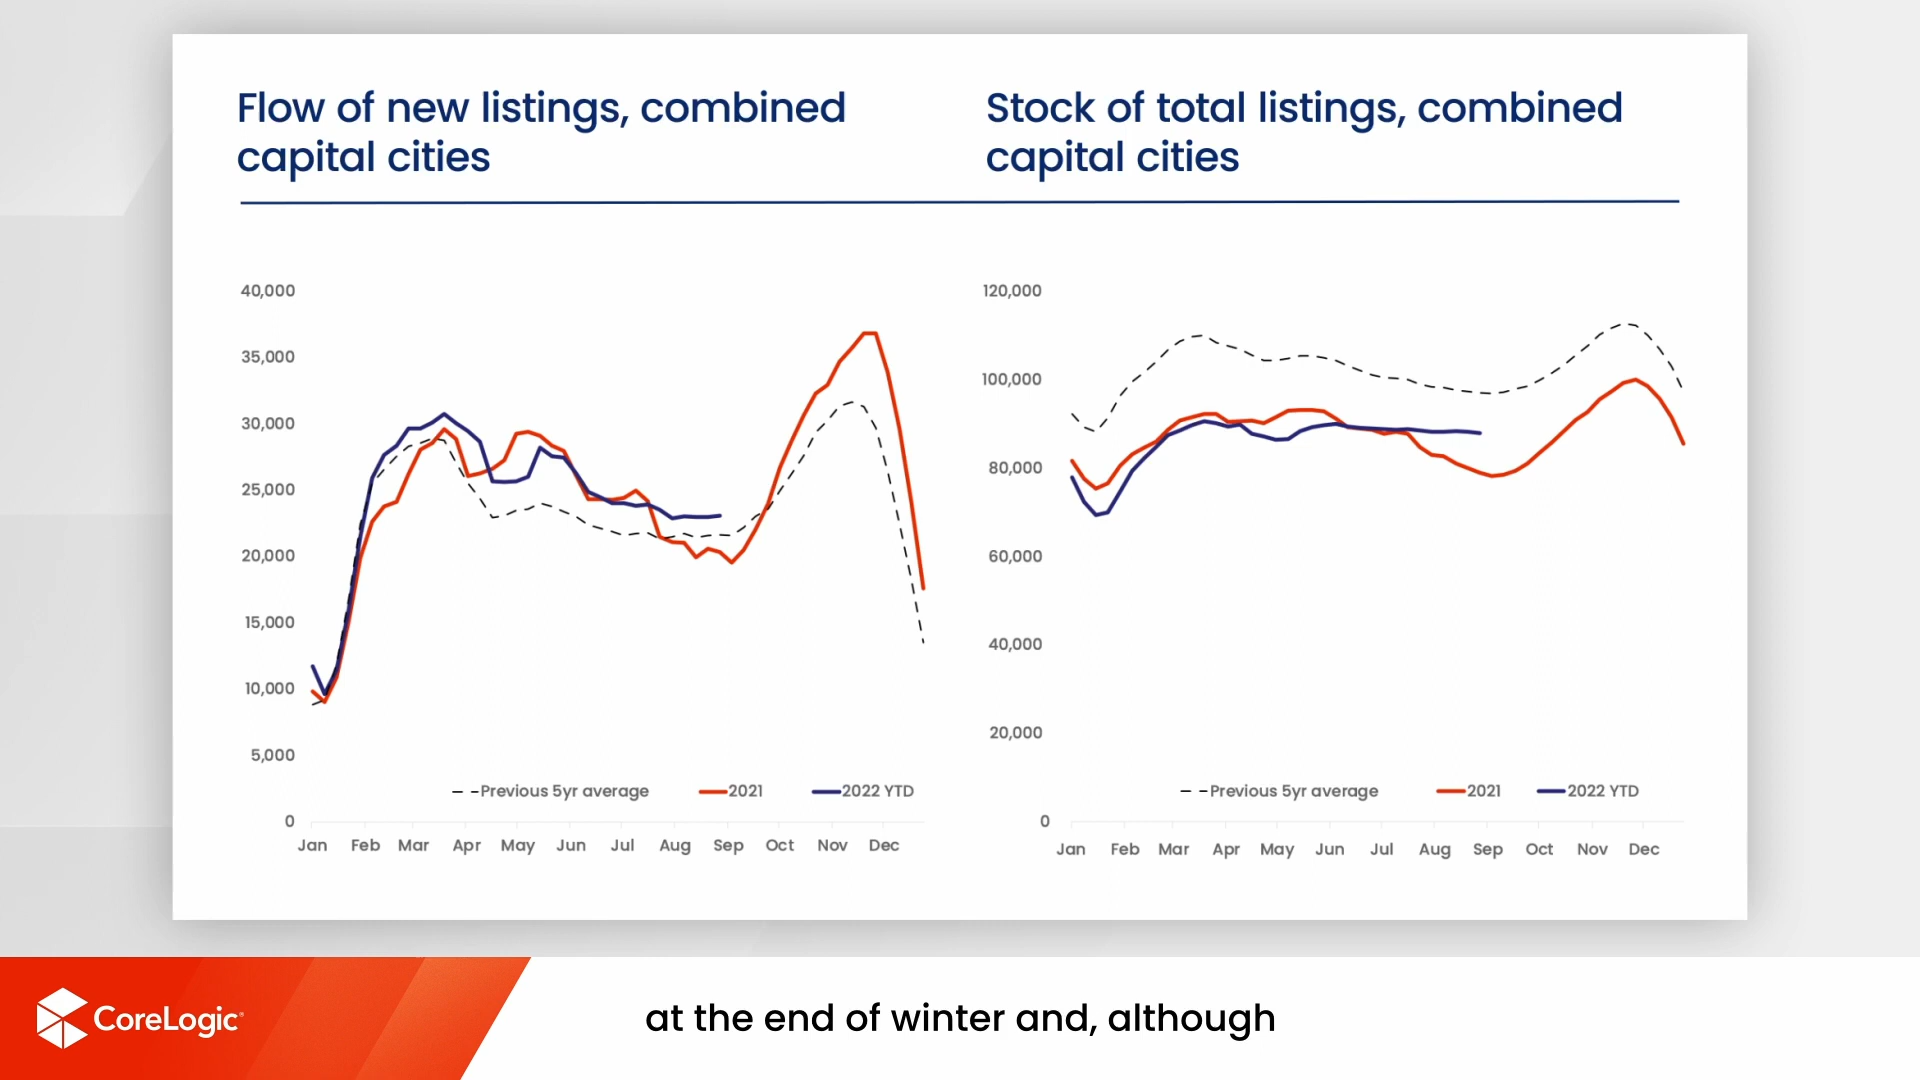 Flow of new listings, combined
capital cities
Stock of total listings, combined
capital cities
40,000
35,000
30,000
25,000
20,000
15,000
10,000
5,000
0
Previous 5yr average
2021
2022 YTD
Jan Feb Mar Apr May Jun Jul Aug Sep Oct Nov Dec
120,000
100,000
80,000
60,000
40,000
20,000
0
Previous 5yr average
2021
2022 YTD
Jan Feb Mar Apr May Jun Jul Aug Sep Oct Nov Dec
CoreLogic
at the end of winter and, although